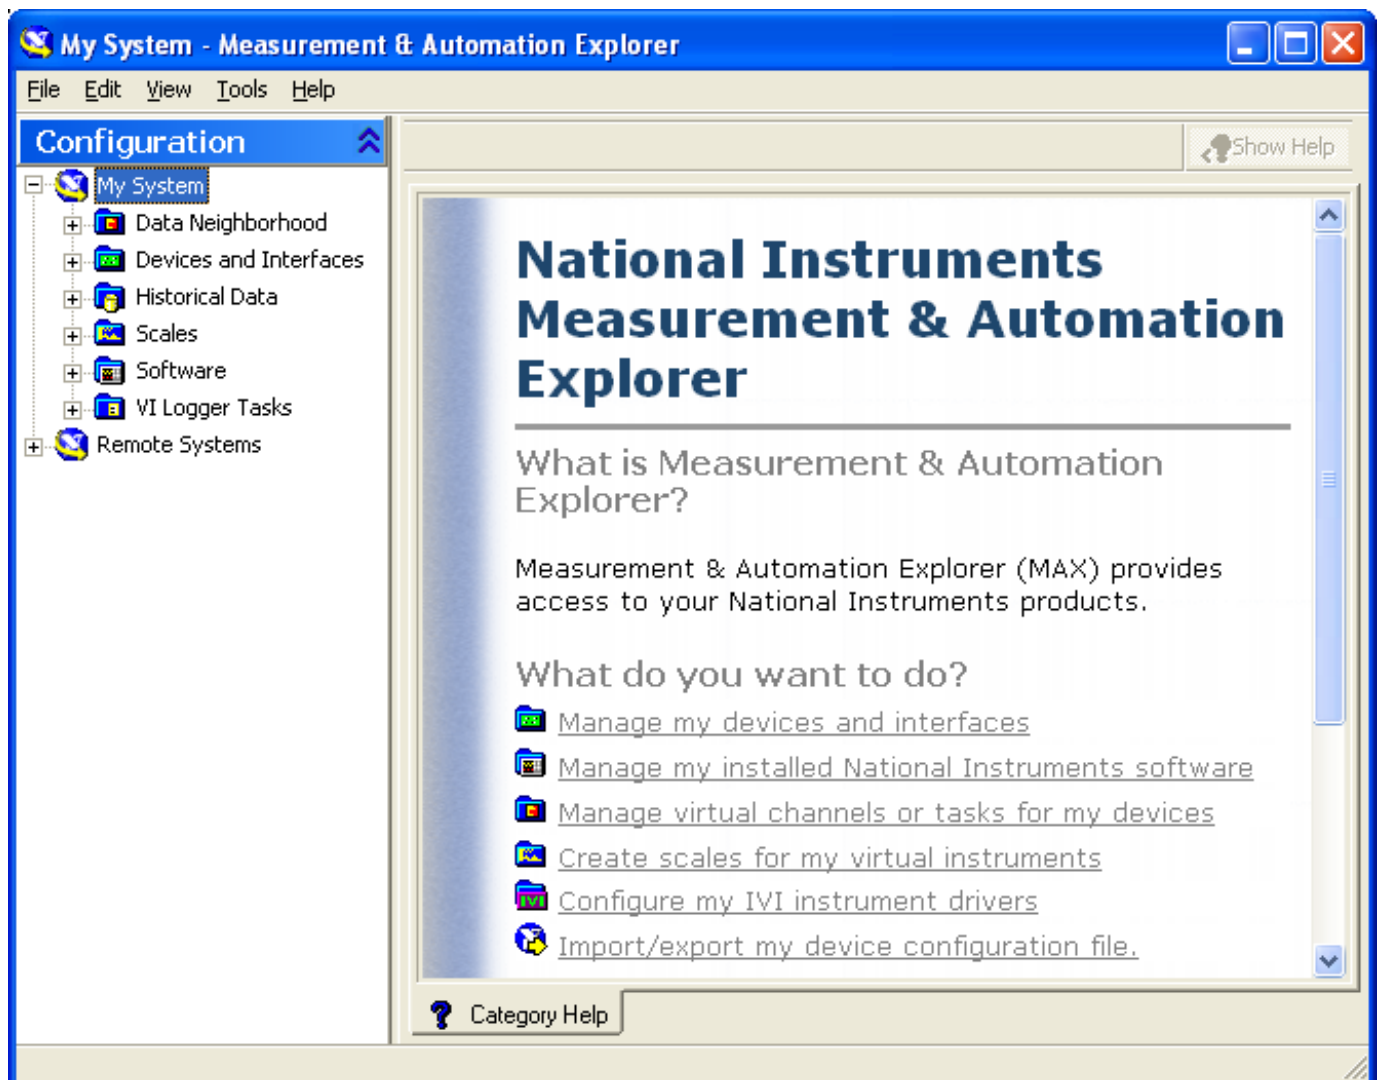 My System - Measurement & Automation Explorer
File Edit View Tools Help
Configuration
Show Help
My System
Data Neighborhood
Devices and Interfaces
Historical Data
Scales
Software
VI Logger Tasks
Remote Systems
National Instruments
Measurement & Automation
Explorer
What is Measurement & Automation
Explorer?
Measurement & Automation Explorer (MAX) provides
access to your National Instruments products.
What do you want to do?
Manage my devices and interfaces
Manage my installed National Instruments software
Manage virtual channels or tasks for my devices
Create scales for my virtual instruments
IVI Configure my IVI instrument drivers
Import/export my device configuration file.
? Category Help